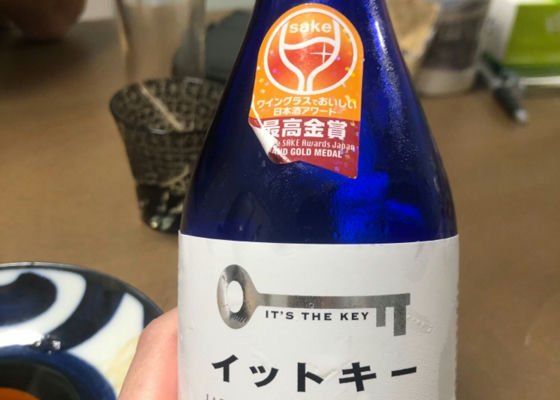 sake
ワイングラスでおいしい
日本酒アワード
最高金賞
SAKE Awards Japan
GOLD MEDAL
IT'S THE KEY
イットキー